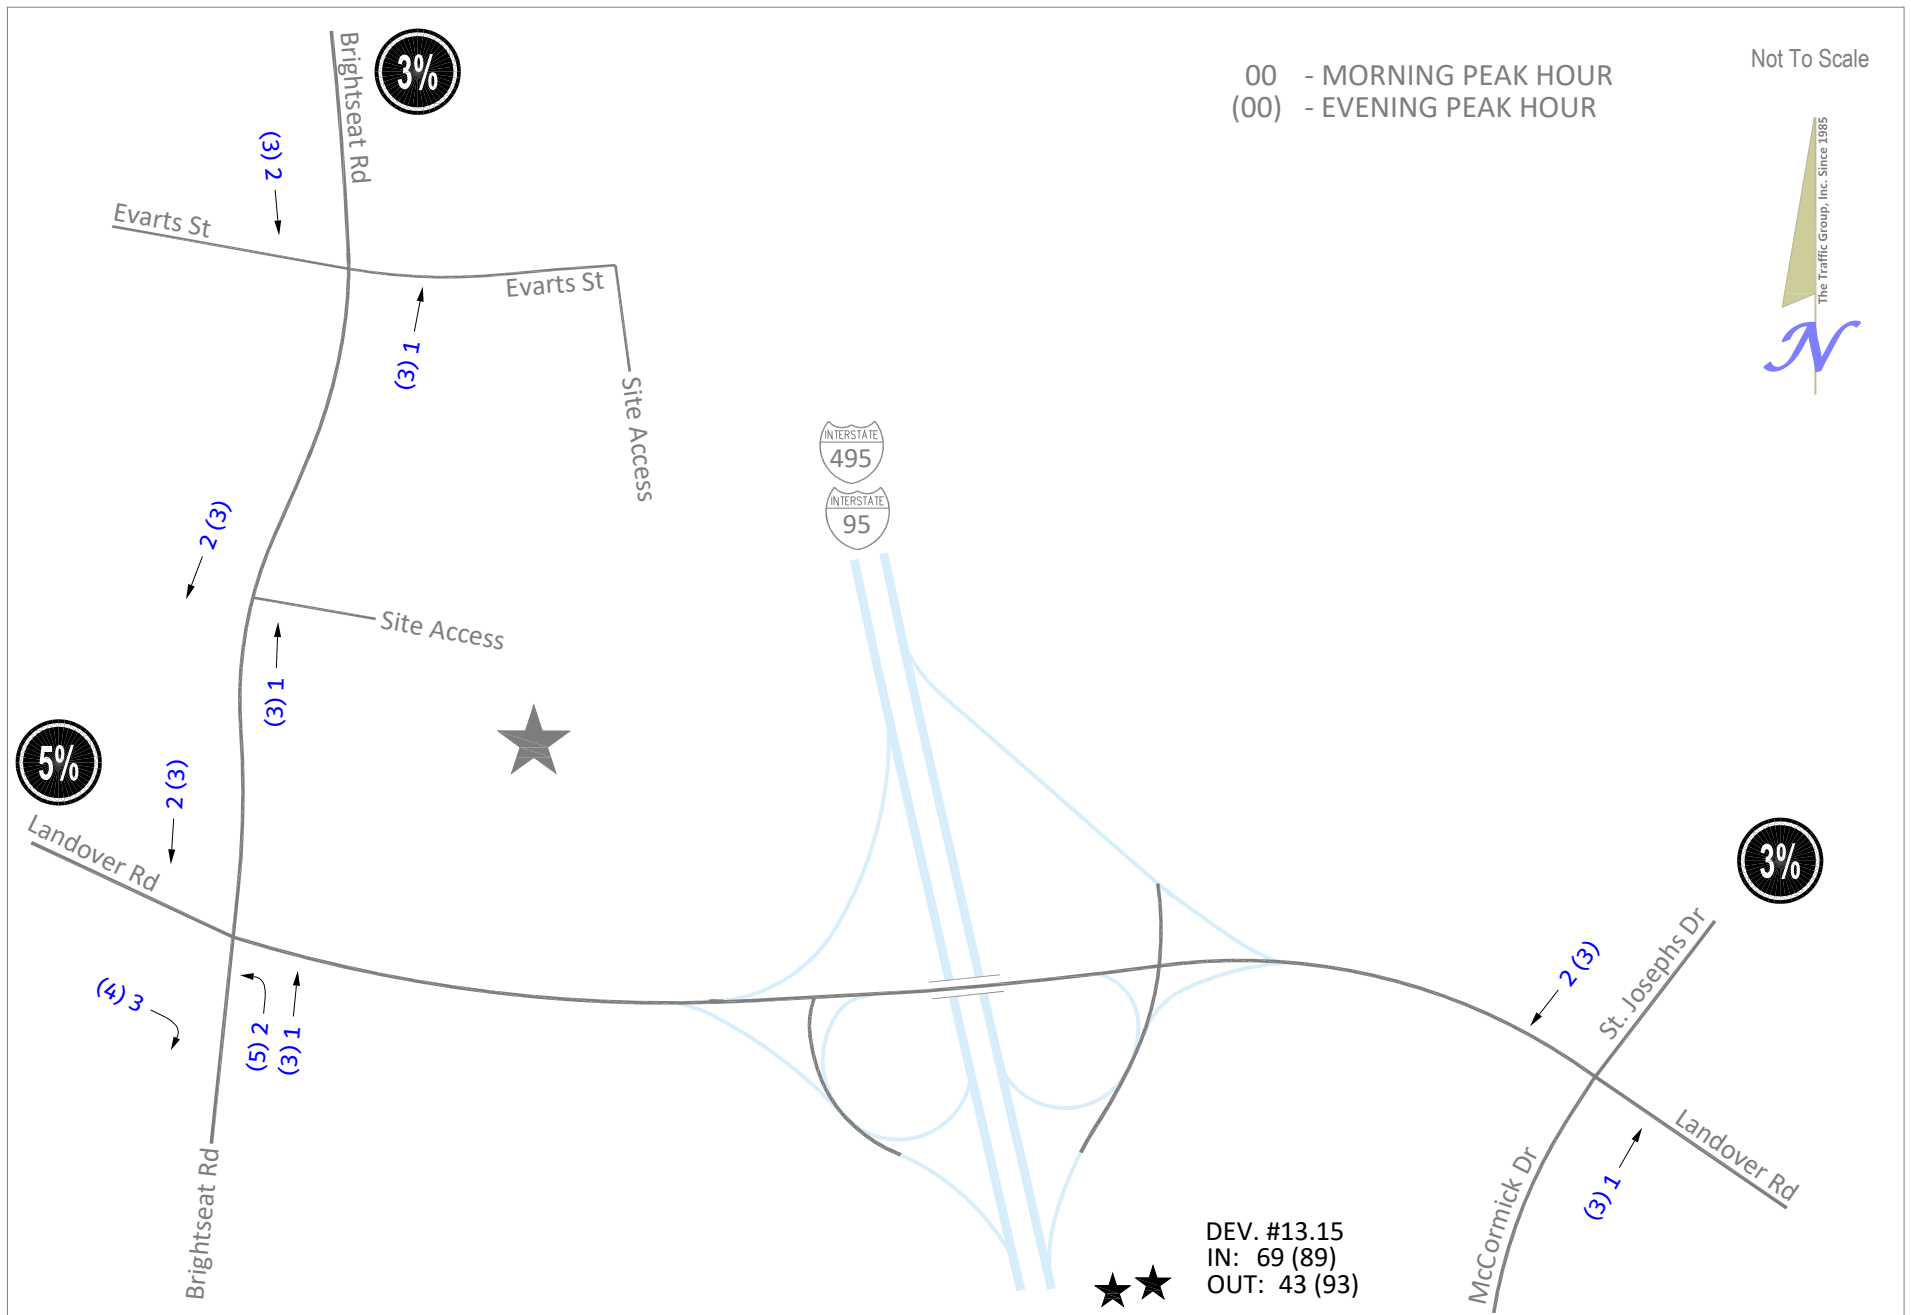 Brightseat Rd
3%
00 - MORNING PEAK HOUR
(00) - EVENING PEAK HOUR
Not To Scale
The Traffic Group, Inc. Since 1985
N
(3) 2
Evarts St
Evarts St
(3) 1
Site Access
INTERSTATE
495
INTERSTATE
95
2 (3)
Site Access
(3) 1
5%
2 (3)
Landover Rd
3%
St. Josephs Dr
2 (3)
(4) 3
(5) 2
(3) 1
Landover Rd
(3) 1
McCormick Dr
Brightseat Rd
DEV. #13.15
IN: 69 (89)
OUT: 43 (93)